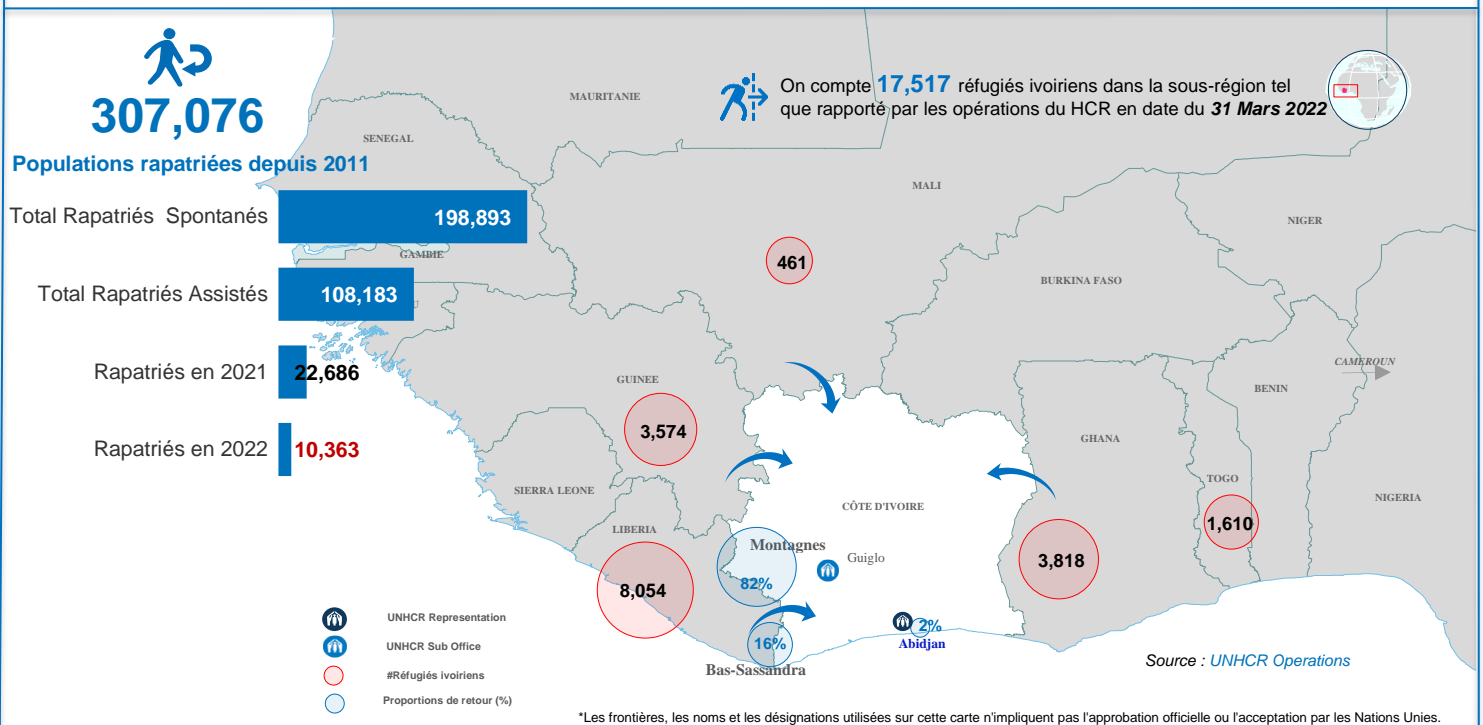 307,076
Populations rapatriées depuis 2011
Total Rapatriés Spontanés
198,893
Total Rapatriés Assistés
108,183
Rapatriés en 2021
22,686
Rapatriés en 2022
10,363
On compte 17,517 réfugiés ivoiriens dans la sous-région tel
que rapporté par les opérations du HCR en date du 31 Mars 2022
MAURITANIE
SENEGAL
MALI
NIGER
GAMBIE
461
BURKINA FASO
CAMEROUN
GUINEE
BENIN
3,574
GHANA
SIERRA LEONE
TOGO
NIGERIA
CÔTE D'IVOIRE
1,610
LIBERIA
Montagnes
Guiglo
3,818
82%
8,054
2%
Abidjan
16%
Bas-Sassandra
UNHCR Representation
UNHCR Sub Office
#Réfugiés ivoiriens
Proportions de retour (%)
Source : UNHCR Operations
*Les frontières, les noms et les désignations utilisées sur cette carte n'impliquent pas l'approbation officielle ou l'acceptation par les Nations Unies.